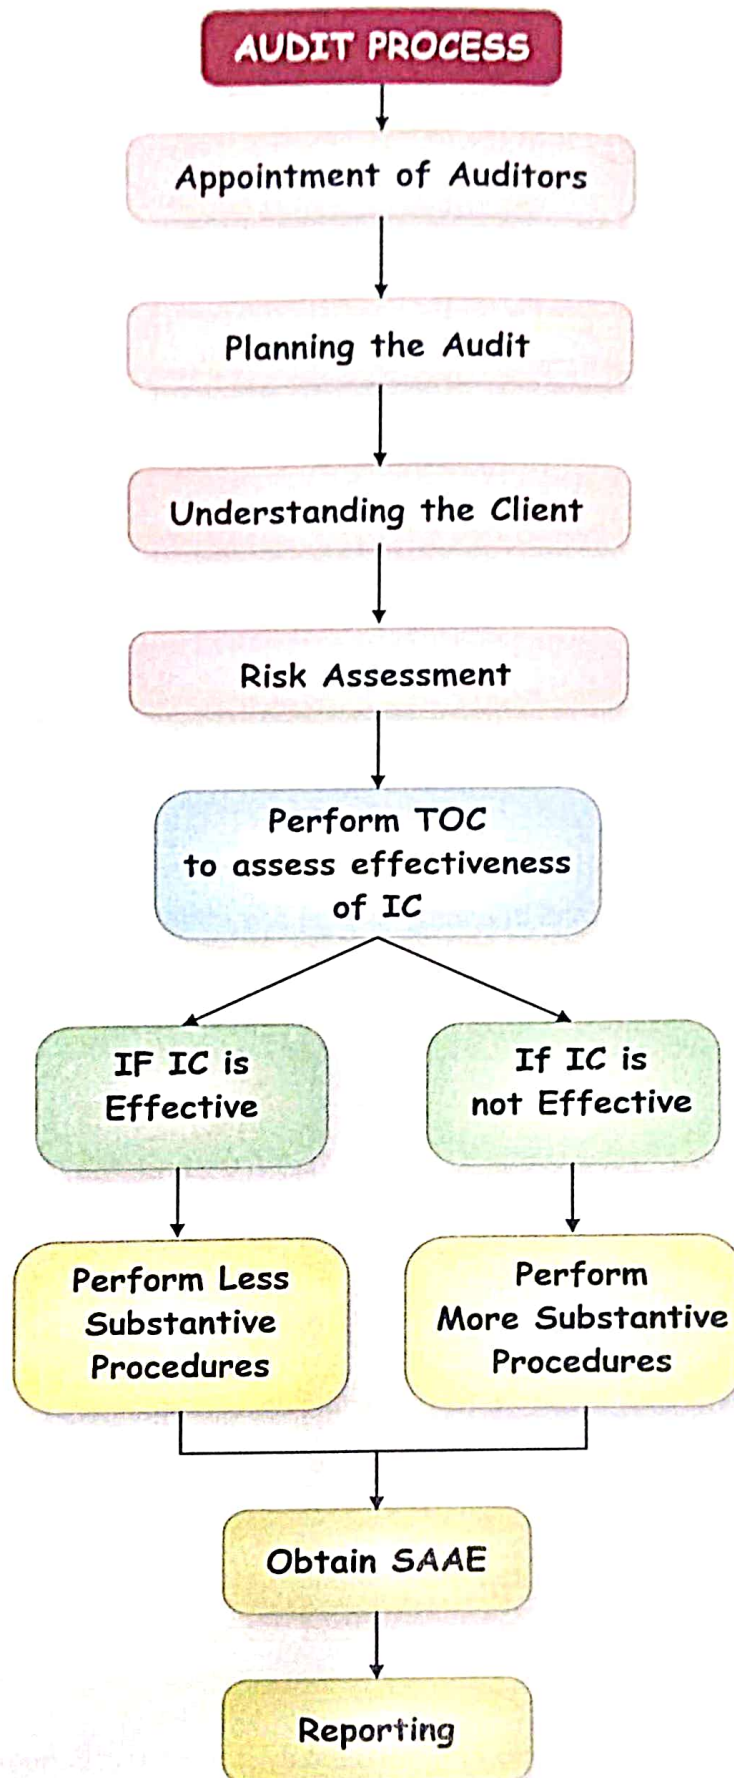 AUDIT PROCESS
Appointment of Auditors
Planning the Audit
Understanding the Client
Risk Assessment
Perform TOC
to assess effectiveness
of IC
IF IC is
Effective
If IC is
not Effective
Perform Less
Substantive
Procedures
Perform
More Substantive
Procedures
Obtain SAAE
Reporting